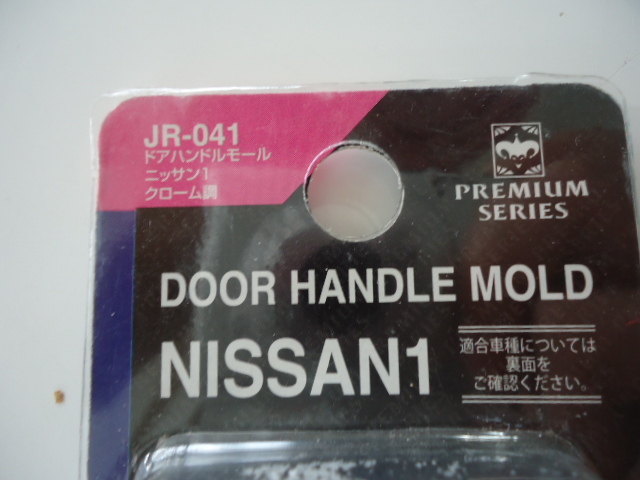 JR-041
ドアハンドルモール
ニッサン1
クローム調
PREMIUM
SERIES
DOOR HANDLE MOLD
NISSAN1
適合車種については
裏面を
ご確認ください。